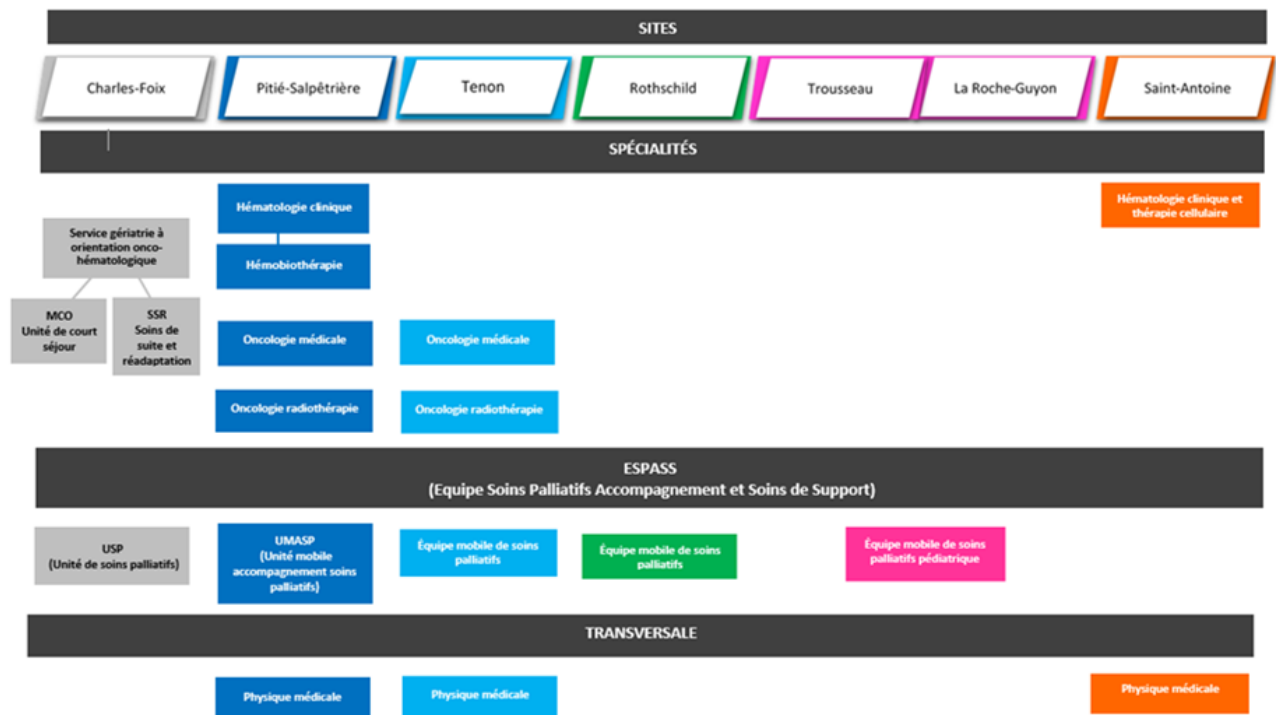 SITES
Charles-Foix
Pitié-Salpêtrière
Tenon
Rothschild
Trousseau
La Roche-Guyon
Saint-Antoine
SPÉCIALITÉS
Hématologie clinique
Hématologie clinique et
thérapie cellulaire
Service gériatrie à
orientation onco-
hématologique
Hémobiothérapie
MCO
Unité de court
séjour
SSR
Soins de
suite et
réadaptation
Oncologie médicale
Oncologie médicale
Oncologie radiothérapie
Oncologie radiothérapie
ESPASS
(Equipe Soins Palliatifs Accompagnement et Soins de Support)
USP
(Unité de soins palliatifs)
UMASP
(Unité mobile
accompagnement soins
palliatifs)
Équipe mobile de soins
palliatifs
Équipe mobile de soins
palliatifs
Équipe mobile de soins
palliatifs pédiatrique
TRANSVERSALE
Physique médicale
Physique médicale
Physique médicale